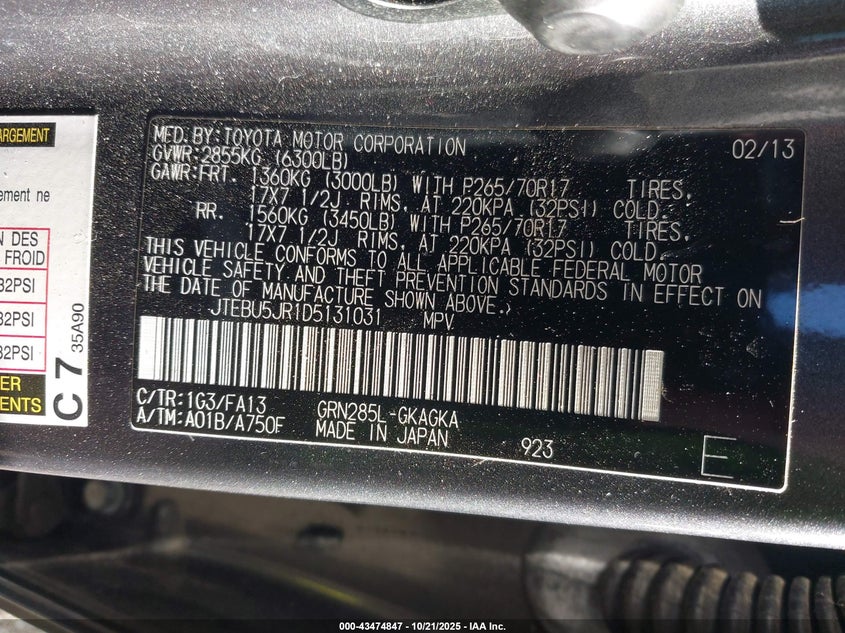 ARGEMENT
ement ne
N DES
FROID
32PSI
32PSI
32PSI
ER
ENTS
C 7
35A90
MFD. BY: TOYOTA MOTOR CORPORATION 02/13
GVWR: 2855KG (6300LB)
GAWR: FRT. 1360KG (3000LB) WITH P265/70R17 TIRES.
17X7 1/2J RIMS. AT 220KPA (32PSI) COLD.
RR. 1560KG (3450LB) WITH P265/70R17 TIRES.
17X7 1/2J RIMS. AT 220KPA (32PSI) COLD.
THIS VEHICLE CONFORMS TO ALL APPLICABLE FEDERAL MOTOR
VEHICLE SAFETY AND THEFT PREVENTION STANDARDS IN EFFECT ON
THE DATE OF MANUFACTURE SHOWN ABOVE.
JTEBU5JR1D5131031 MPV
C/TR: 1G3/FA13 GRN285L-GKAGKA
A/TM: A01B/A750F MADE IN JAPAN 923 E
000-43474847 - 10/21/2025 - IAA Inc.